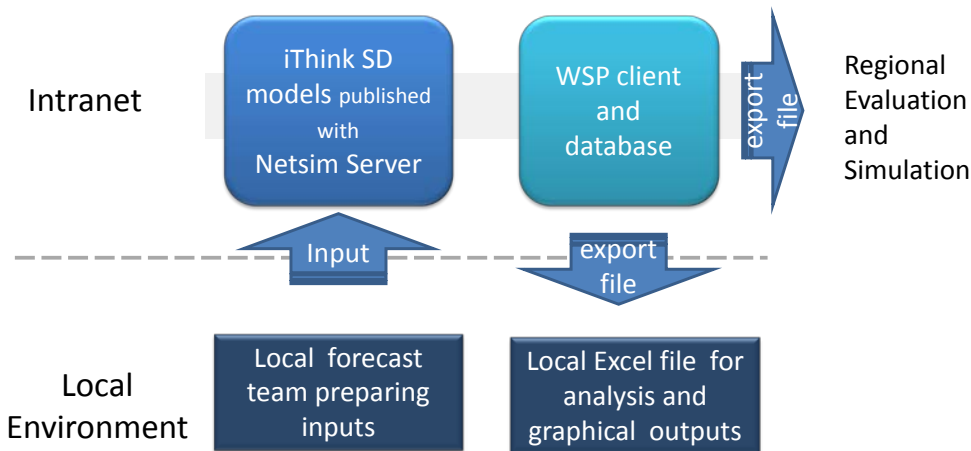 Intranet
iThink SD
models published
with
Netsim Server
WSP client
and
database
export
file
Regional
Evaluation
and
Simulation
Input
export
file
Local
Environment
Local forecast
team preparing
inputs
Local Excel file for
analysis and
graphical outputs